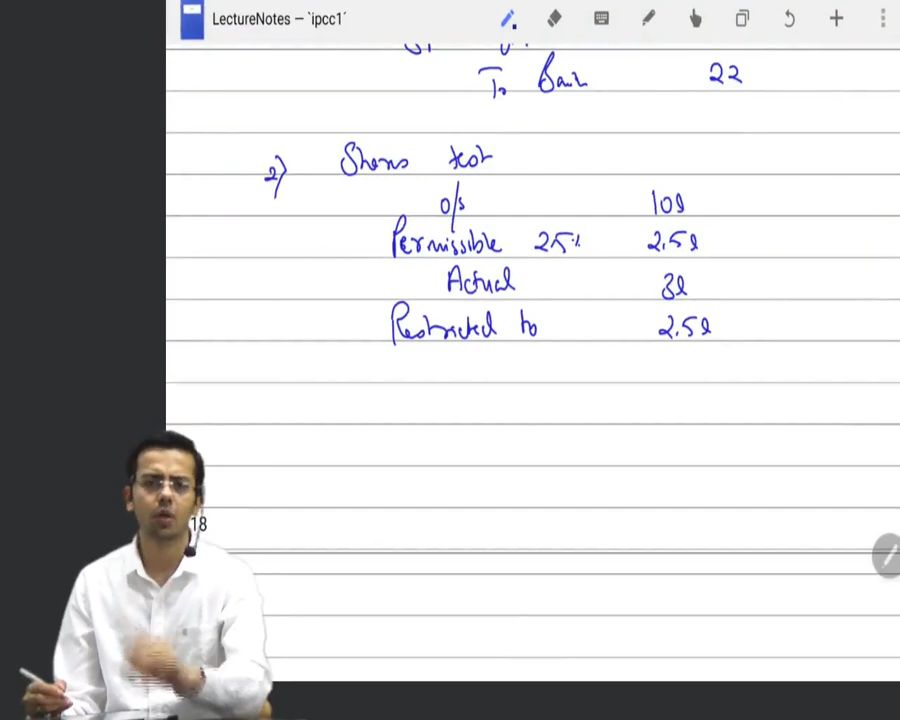 LectureNotes – `ipcc1´
To Bank 22
2) Shares test
o/s 10l
Permissible 25% 2.5l
Actual 3l
Restricted to 2.5l
18